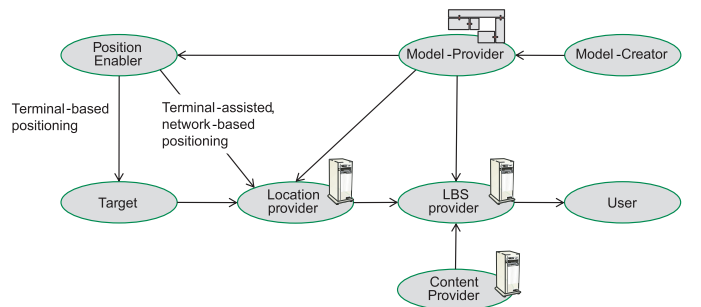 Position
Enabler
Model-Provider
Model-Creator
Terminal-based
positioning
Terminal-assisted,
network-based
positioning
Target
Location
provider
LBS
provider
User
Content
Provider